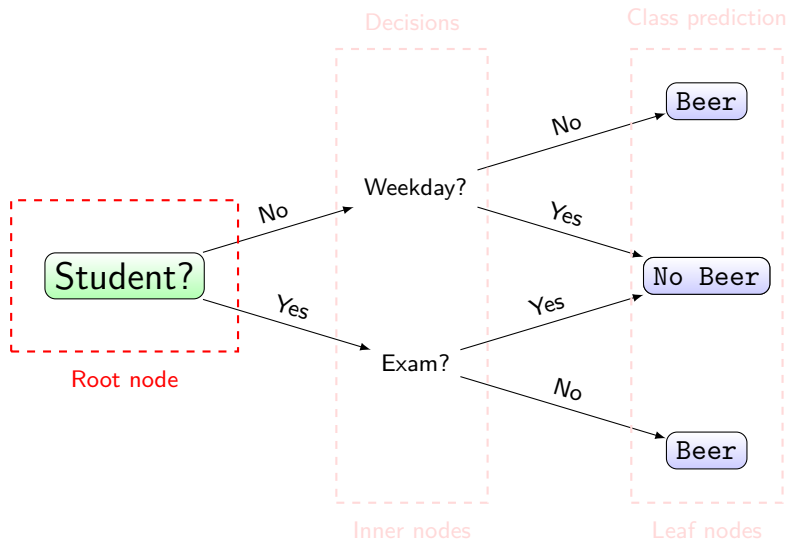 Decisions
Class prediction
Beer
No
Weekday?
No
Yes
Student?
No Beer
Yes
Yes
Exam?
Root node
No
Beer
Inner nodes
Leaf nodes